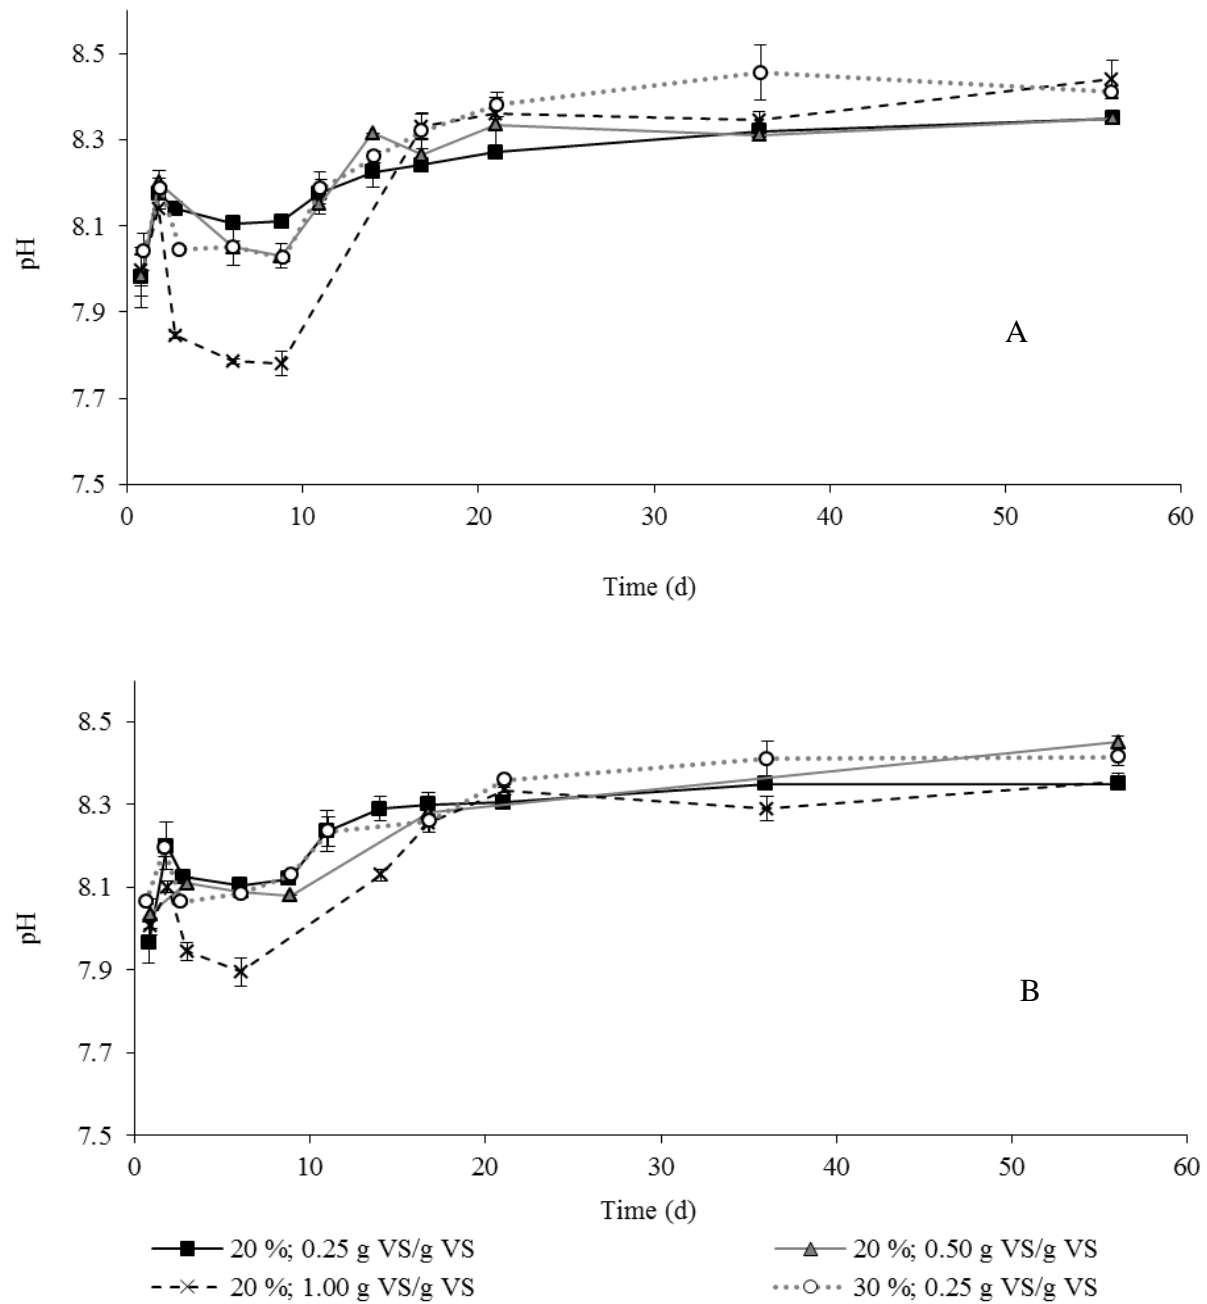 8.5
8.3
8.1
7.9
7.7
7.5
pH
A
0 10 20 30 40 50 60
Time (d)
8.5
8.3
8.1
7.9
7.7
7.5
pH
B
0 10 20 30 40 50 60
Time (d)
20 %; 0.25 g VS/g VS 20 %; 0.50 g VS/g VS
20 %; 1.00 g VS/g VS 30 %; 0.25 g VS/g VS